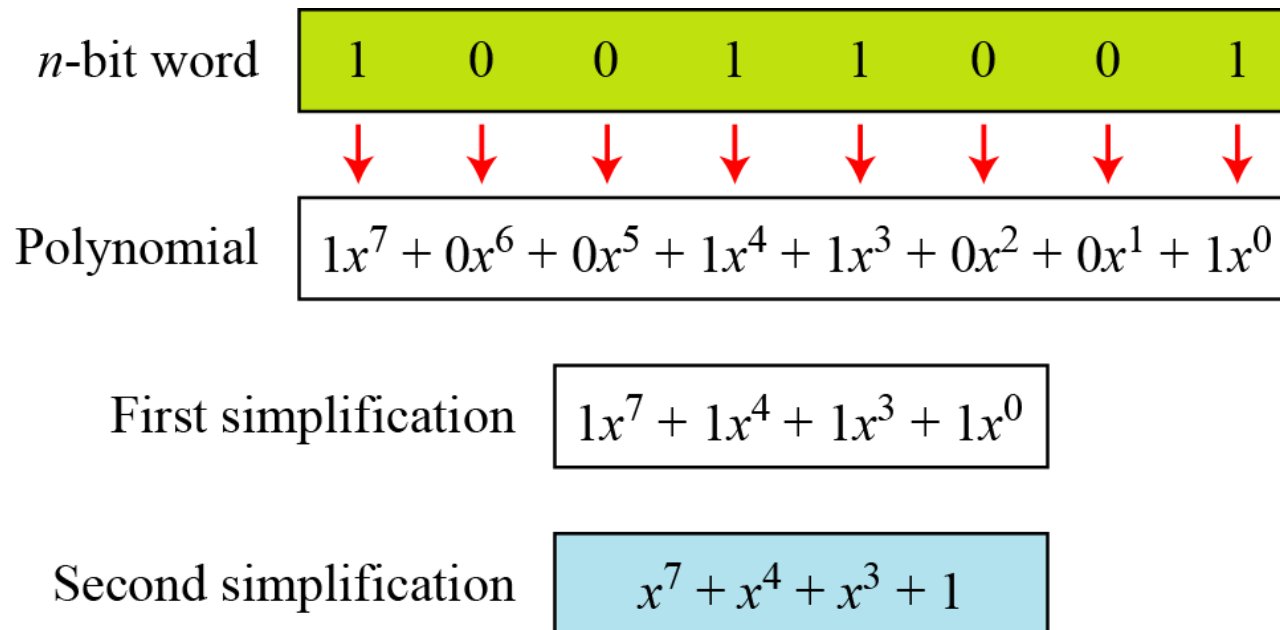 n-bit word 1 0 0 1 1 0 0 1
Polynomial 1x⁷ + 0x⁶ + 0x⁵ + 1x⁴ + 1x³ + 0x² + 0x¹ + 1x⁰
First simplification 1x⁷ + 1x⁴ + 1x³ + 1x⁰
Second simplification x⁷ + x⁴ + x³ + 1